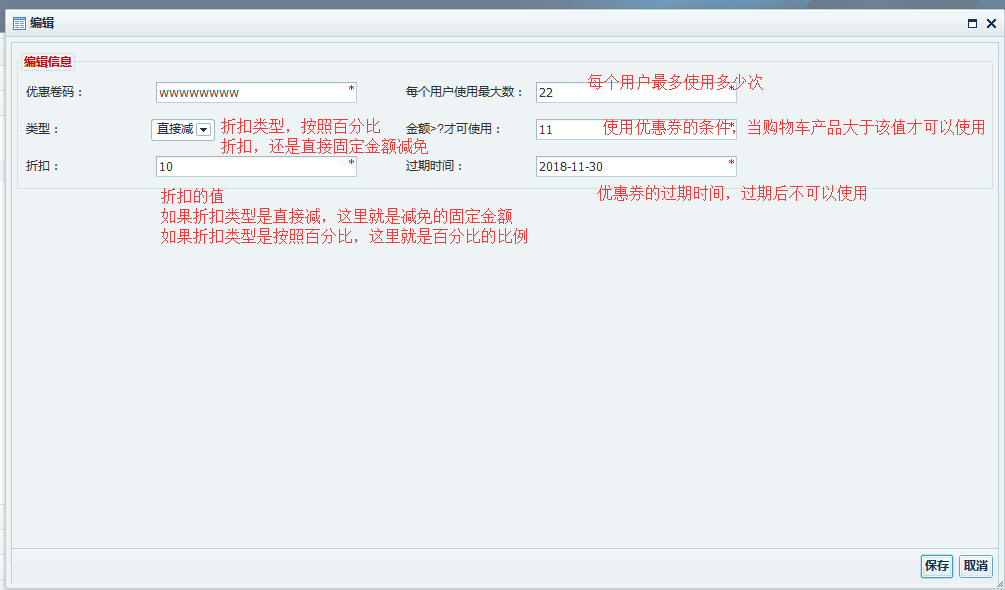 编辑
编辑信息
优惠卷码：
wwwwwwww
*
每个用户使用最大数：
22
*
每个用户最多使用多少次
类型：
直接减
折扣类型，按照百分比
折扣，还是直接固定金额减免
金额>?才可使用：
11
*
使用优惠券的条件，当购物车产品大于该值才可以使用
折扣：
10
*
过期时间：
2018-11-30
*
折扣的值
如果折扣类型是直接减，这里就是减免的固定金额
如果折扣类型是按照百分比，这里就是百分比的比例
优惠券的过期时间，过期后不可以使用
保存
取消